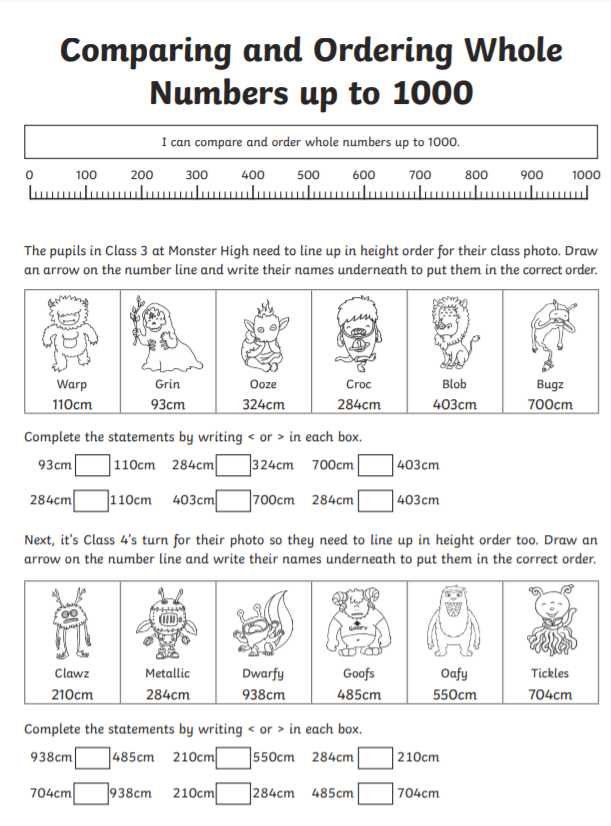 Comparing and Ordering Whole
Numbers up to 1000
I can compare and order whole numbers up to 1000.
0 100 200 300 400 500 600 700 800 900 1000
The pupils in Class 3 at Monster High need to line up in height order for their class photo. Draw
an arrow on the number line and write their names underneath to put them in the correct order.
Warp Grin Ooze Croc Blob Bugz
110cm 93cm 324cm 284cm 403cm 700cm
Complete the statements by writing < or > in each box.
93cm 110cm 284cm 324cm 700cm 403cm
284cm 110cm 403cm 700cm 284cm 403cm
Next, it's Class 4's turn for their photo so they need to line up in height order too. Draw an
arrow on the number line and write their names underneath to put them in the correct order.
GOOFY
Clawz Metallic Dwarfy Goofs Oafy Tickles
210cm 284cm 938cm 485cm 550cm 704cm
Complete the statements by writing < or > in each box.
938cm 485cm 210cm 550cm 284cm 210cm
704cm 938cm 210cm 284cm 485cm 704cm